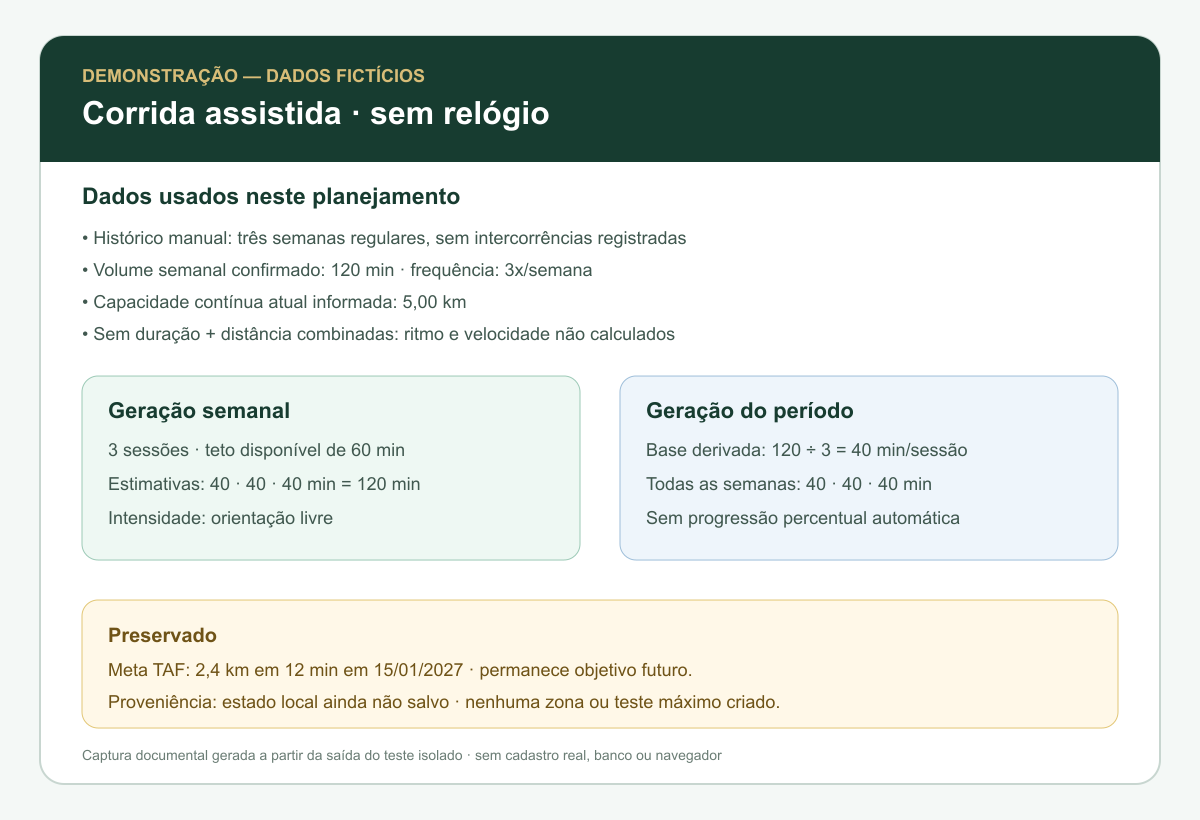 DEMONSTRAÇÃO — DADOS FICTÍCIOS
Corrida assistida · sem relógio
Dados usados neste planejamento
• Histórico manual: três semanas regulares, sem intercorrências registradas
• Volume semanal confirmado: 120 min · frequência: 3x/semana
• Capacidade contínua atual informada: 5,00 km
• Sem duração + distância combinadas: ritmo e velocidade não calculados
Geração semanal
3 sessões · teto disponível de 60 min
Estimativas: 40 · 40 · 40 min = 120 min
Intensidade: orientação livre
Geração do período
Base derivada: 120 ÷ 3 = 40 min/sessão
Todas as semanas: 40 · 40 · 40 min
Sem progressão percentual automática
Preservado
Meta TAF: 2,4 km em 12 min em 15/01/2027 · permanece objetivo futuro.
Proveniência: estado local ainda não salvo · nenhuma zona ou teste máximo criado.
Captura documental gerada a partir da saída do teste isolado · sem cadastro real, banco ou navegador